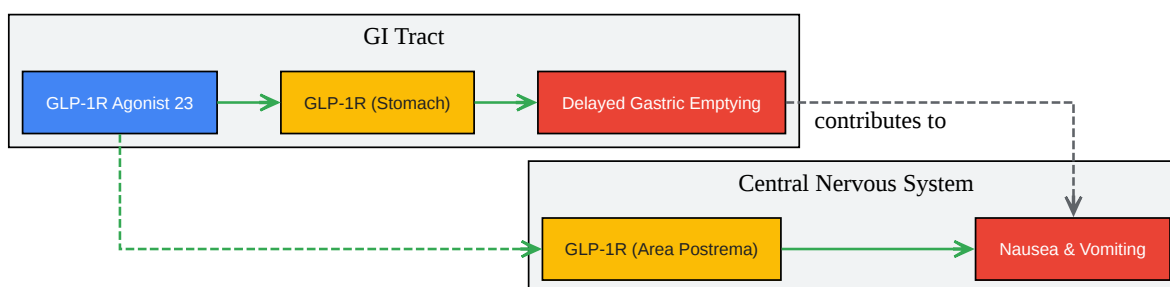 GI Tract
GLP-1R Agonist 23
GLP-1R (Stomach)
Delayed Gastric Emptying
contributes to
Central Nervous System
GLP-1R (Area Postrema)
Nausea & Vomiting